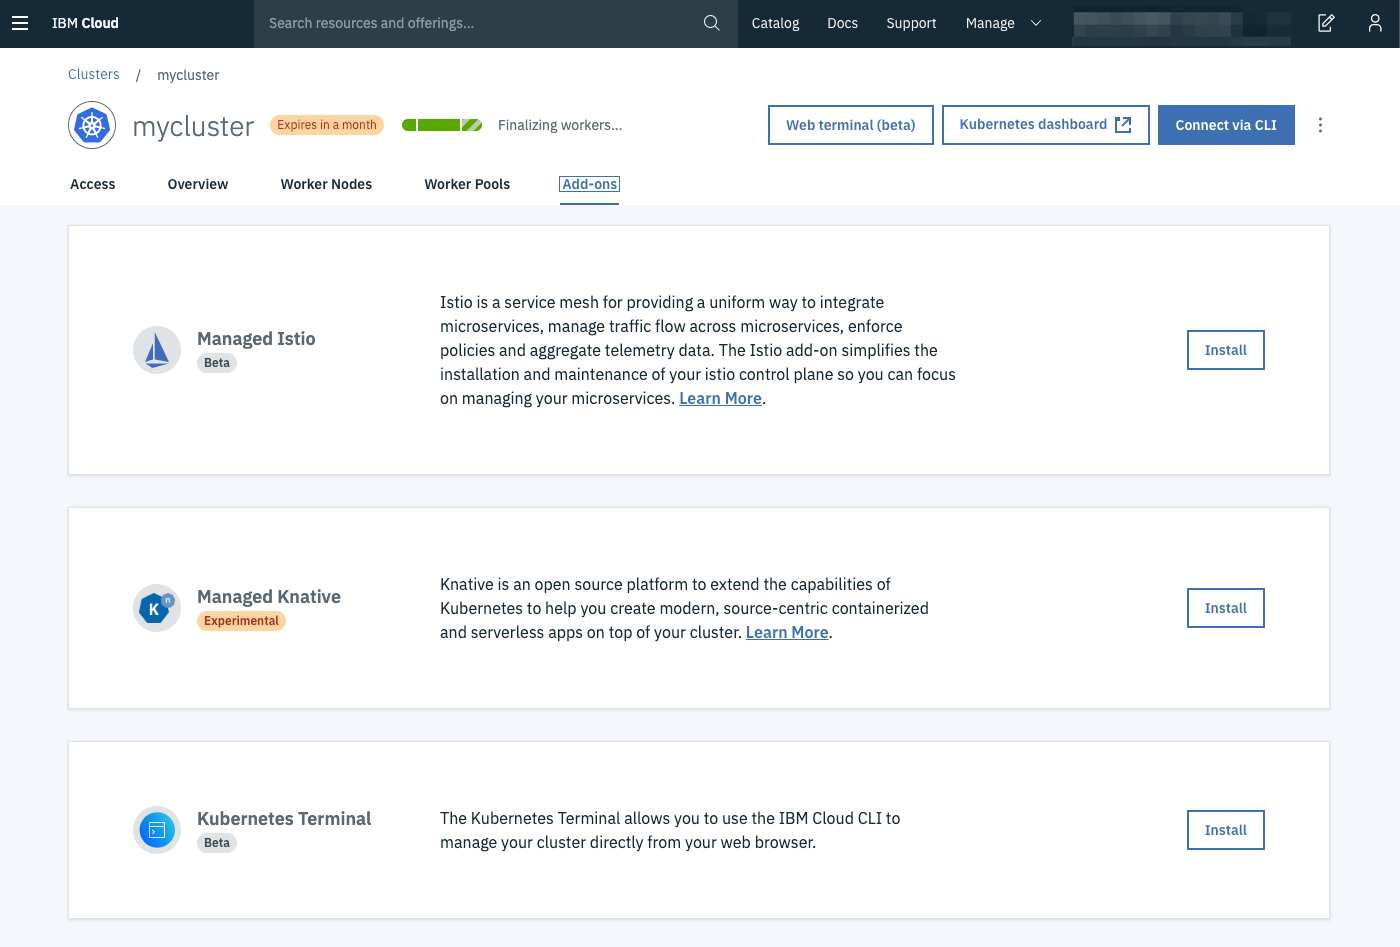 IBM Cloud Search resources and offerings... Catalog Docs Support Manage
Clusters / mycluster
mycluster Expires in a month Finalizing workers... Web terminal (beta) Kubernetes dashboard Connect via CLI
Access Overview Worker Nodes Worker Pools Add-ons
Managed Istio
Beta
Istio is a service mesh for providing a uniform way to integrate
microservices, manage traffic flow across microservices, enforce
policies and aggregate telemetry data. The Istio add-on simplifies the
installation and maintenance of your istio control plane so you can focus
on managing your microservices. Learn More.
Install
K n
Managed Knative
Experimental
Knative is an open source platform to extend the capabilities of
Kubernetes to help you create modern, source-centric containerized
and serverless apps on top of your cluster. Learn More.
Install
Kubernetes Terminal
Beta
The Kubernetes Terminal allows you to use the IBM Cloud CLI to
manage your cluster directly from your web browser.
Install